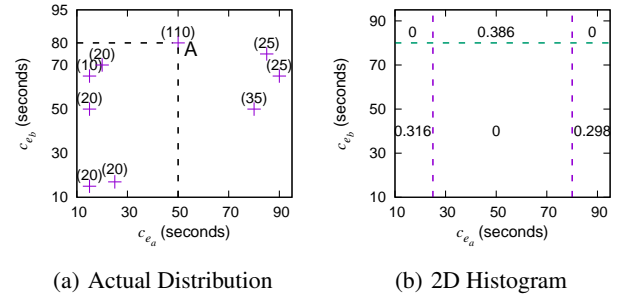 95
80
70
50
30
10
(110)
A
(20)
(10)
(20)
(20)
(20)
(25)
(25)
(35)
10 30 50 70 90
c_{e_b} (seconds)
c_{e_a} (seconds)
(a) Actual Distribution
95
80
70
50
30
10
0 0.386 0
0.316 0 0.298
10 30 50 70 90
c_{e_b} (seconds)
c_{e_a} (seconds)
(b) 2D Histogram